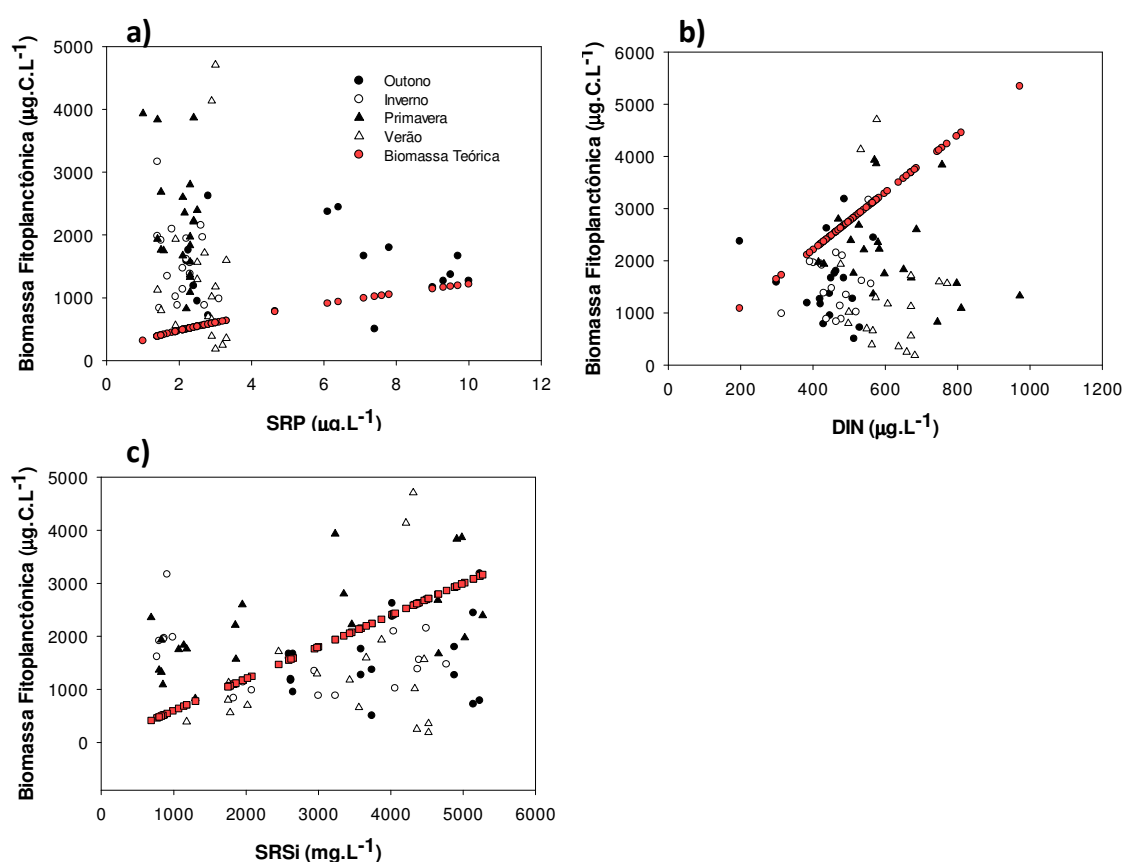 a)
Biomassa Fitoplanctônica (µg.C.L-1)
5000
4000
3000
2000
1000
0
Outono
Inverno
Primavera
Verão
Biomassa Teórica
0 2 4 6 8 10 12
SRP (µg.L-1)
b)
Biomassa Fitoplanctônica (µg.C.L-1)
6000
5000
4000
3000
2000
1000
0
0 200 400 600 800 1000 1200
DIN (µg.L-1)
c)
Biomassa Fitoplanctônica (µg.C.L-1)
5000
4000
3000
2000
1000
0
0 1000 2000 3000 4000 5000 6000
SRSi (mg.L-1)